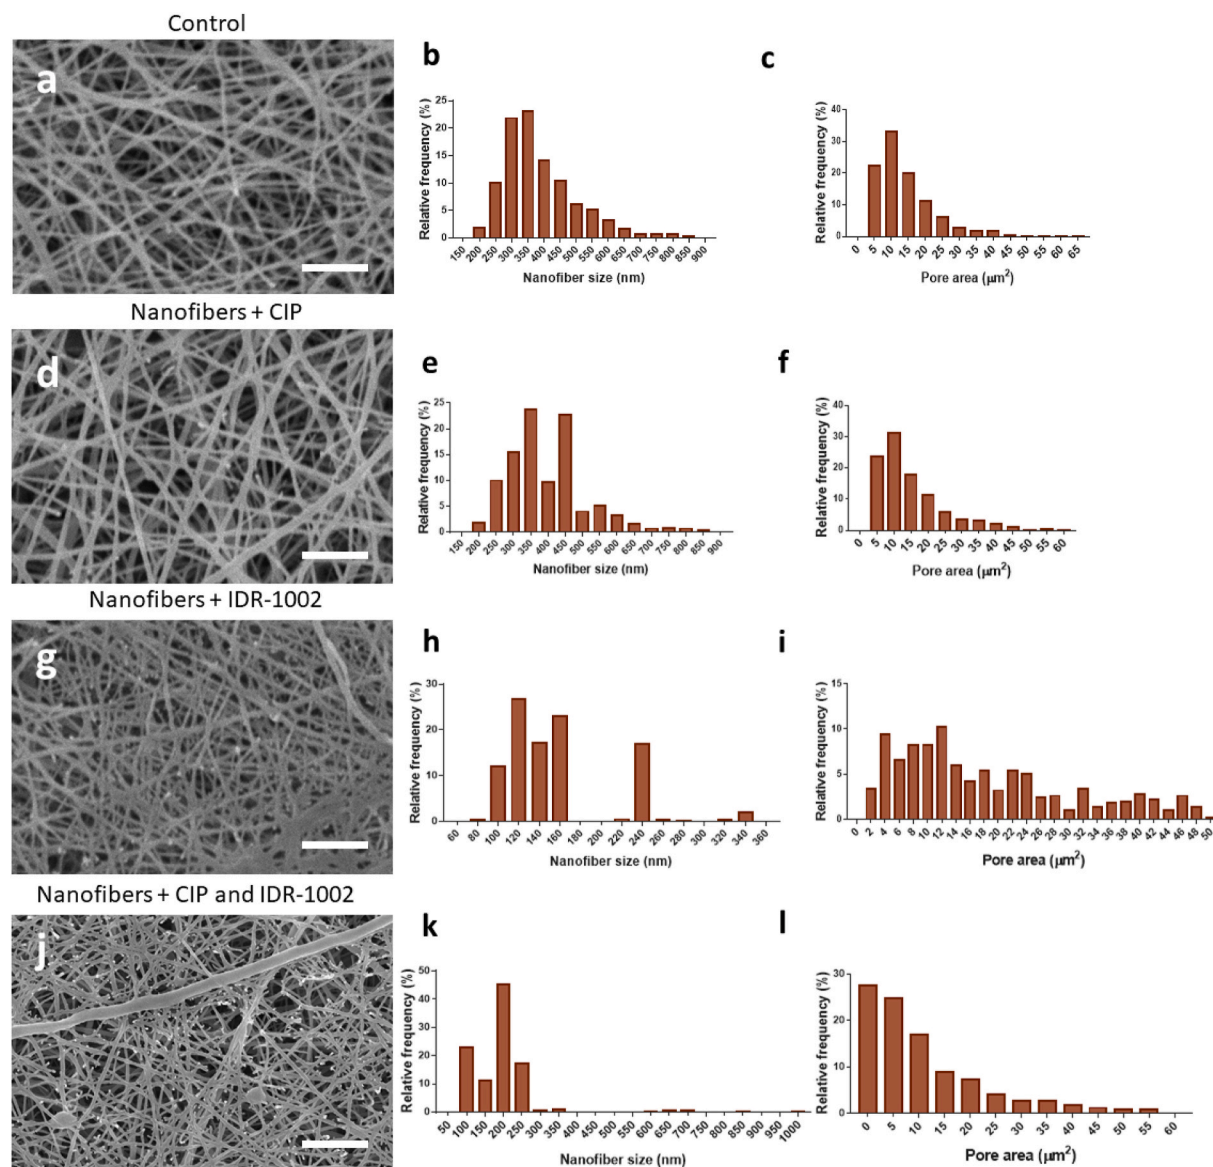 Control
a
b
c
Relative frequency (%)
25
20
15
10
5
0
150 200 250 300 350 400 450 500 550 600 650 700 750 800 850 900
Nanofiber size (nm)
Relative frequency (%)
40
30
20
10
0
0 5 10 15 20 25 30 35 40 45 50 55 60 65
Pore area (μm²)
Nanofibers + CIP
d
e
f
Relative frequency (%)
25
20
15
10
5
0
150 200 250 300 350 400 450 500 550 600 650 700 750 800 850 900
Nanofiber size (nm)
Relative frequency (%)
40
30
20
10
0
0 5 10 15 20 25 30 35 40 45 50 55 60
Pore area (μm²)
Nanofibers + IDR-1002
g
h
i
Relative frequency (%)
30
20
10
0
60 80 100 120 140 160 180 200 220 240 260 280 300 320 340 360
Nanofiber size (nm)
Relative frequency (%)
15
10
5
0
0 2 4 6 8 10 12 14 16 18 20 22 24 26 28 30 32 34 36 38 40 42 44 46 48 50
Pore area (μm²)
Nanofibers + CIP and IDR-1002
j
k
l
Relative frequency (%)
50
40
30
20
10
0
50 100 150 200 250 300 350 400 450 500 550 600 650 700 750 800 850 900 950 1000
Nanofiber size (nm)
Relative frequency (%)
30
20
10
0
0 5 10 15 20 25 30 35 40 45 50 55 60
Pore area (μm²)